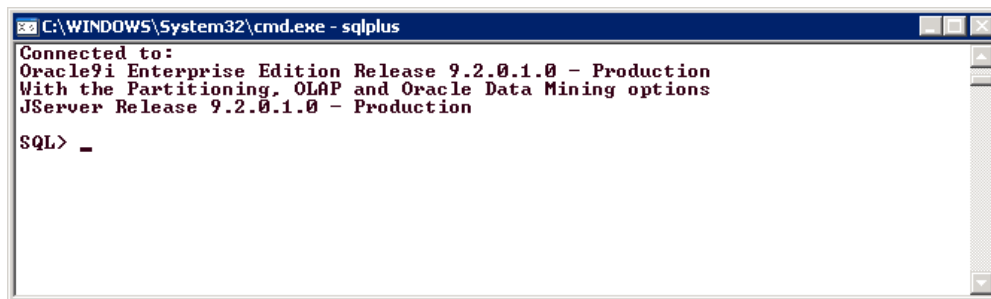 C:\WINDOWS\System32\cmd.exe - sqlplus
Connected to:
Oracle9i Enterprise Edition Release 9.2.0.1.0 - Production
With the Partitioning, OLAP and Oracle Data Mining options
JServer Release 9.2.0.1.0 - Production
SQL> _